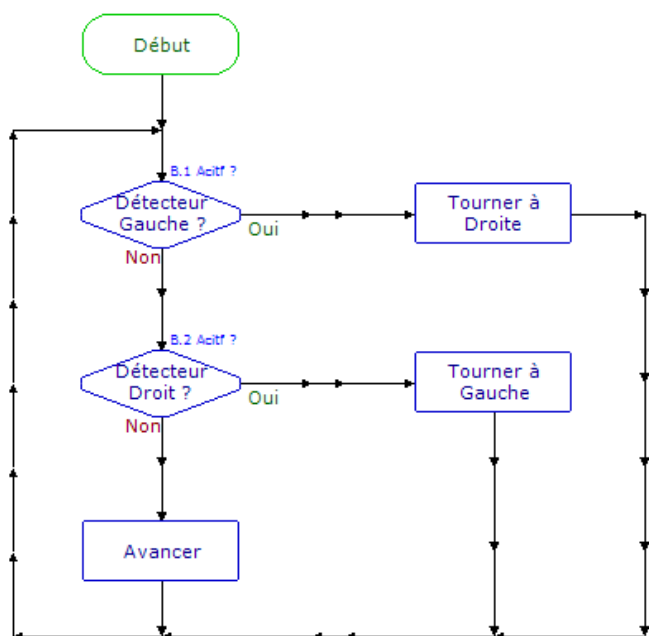 Début
B.1 Acitf ?
Détecteur
Gauche ?
Oui
Non
Tourner à
Droite
B.2 Acitf ?
Détecteur
Droit ?
Oui
Non
Tourner à
Gauche
Avancer